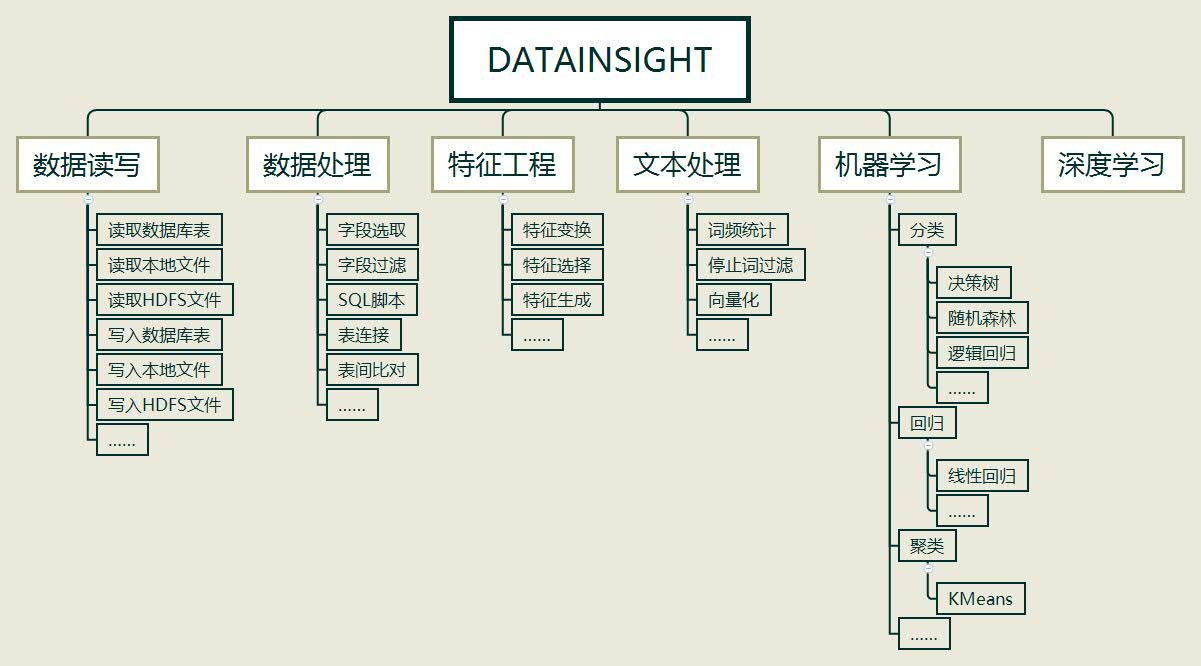 DATAINSIGHT
数据读写
读取数据库表
读取本地文件
读取HDFS文件
写入数据库表
写入本地文件
写入HDFS文件
......
数据处理
字段选取
字段过滤
SQL脚本
表连接
表间比对
......
特征工程
特征变换
特征选择
特征生成
......
文本处理
词频统计
停止词过滤
向量化
......
机器学习
分类
决策树
随机森林
逻辑回归
......
回归
线性回归
......
聚类
KMeans
......
深度学习